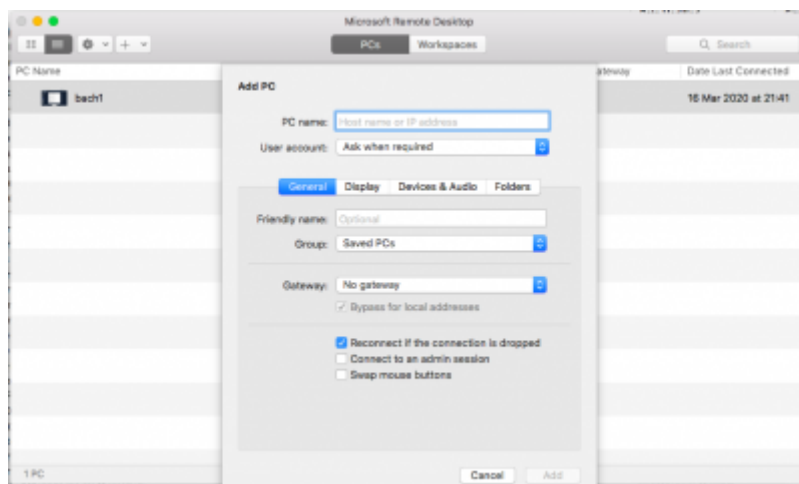 Microsoft Remote Desktop
PCs Workspaces
Search
PC Name
Date Last Connected
bach1
16 Mar 2020 at 21:41
Add PC
PC name: Host name or IP address
User account: Ask when required
General Display Devices & Audio Folders
Friendly name: Optional
Group: Saved PCs
Gateway: No gateway
Bypass for local addresses
Reconnect if the connection is dropped
Connect to an admin session
Swap mouse buttons
1 PC
Cancel Add